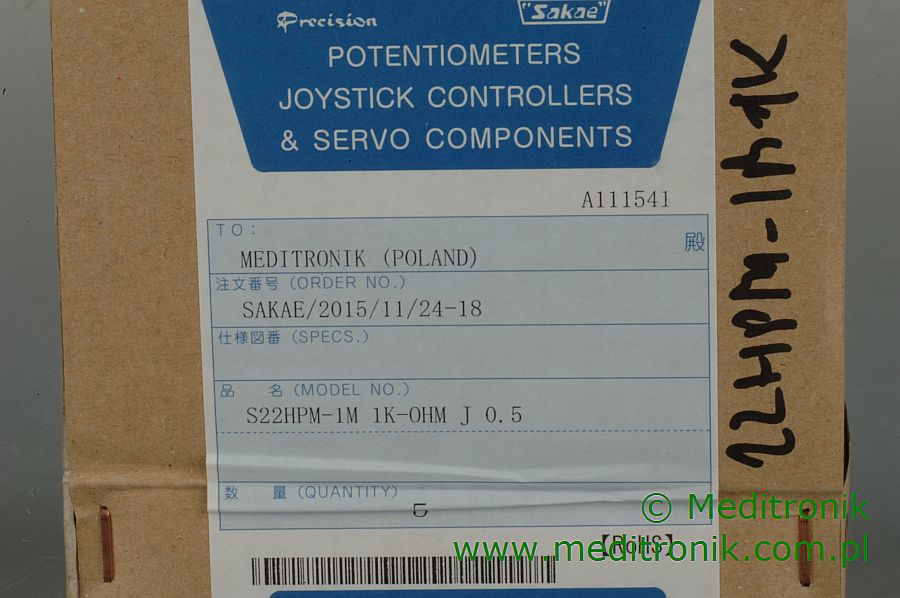 Precision
"Sakae"
POTENTIOMETERS
JOYSTICK CONTROLLERS
& SERVO COMPONENTS
A111541
TO:
MEDITRONIK (POLAND) 殿
注文番号 (ORDER NO.)
SAKAE/2015/11/24-18
仕様図番 (SPECS.)
品 名 (MODEL NO.)
S22HPM-1M 1K-OHM J 0.5
数 量 (QUANTITY)
【RoHS】
22HPM-1M 1K
© Meditronik
www.meditronik.com.pl